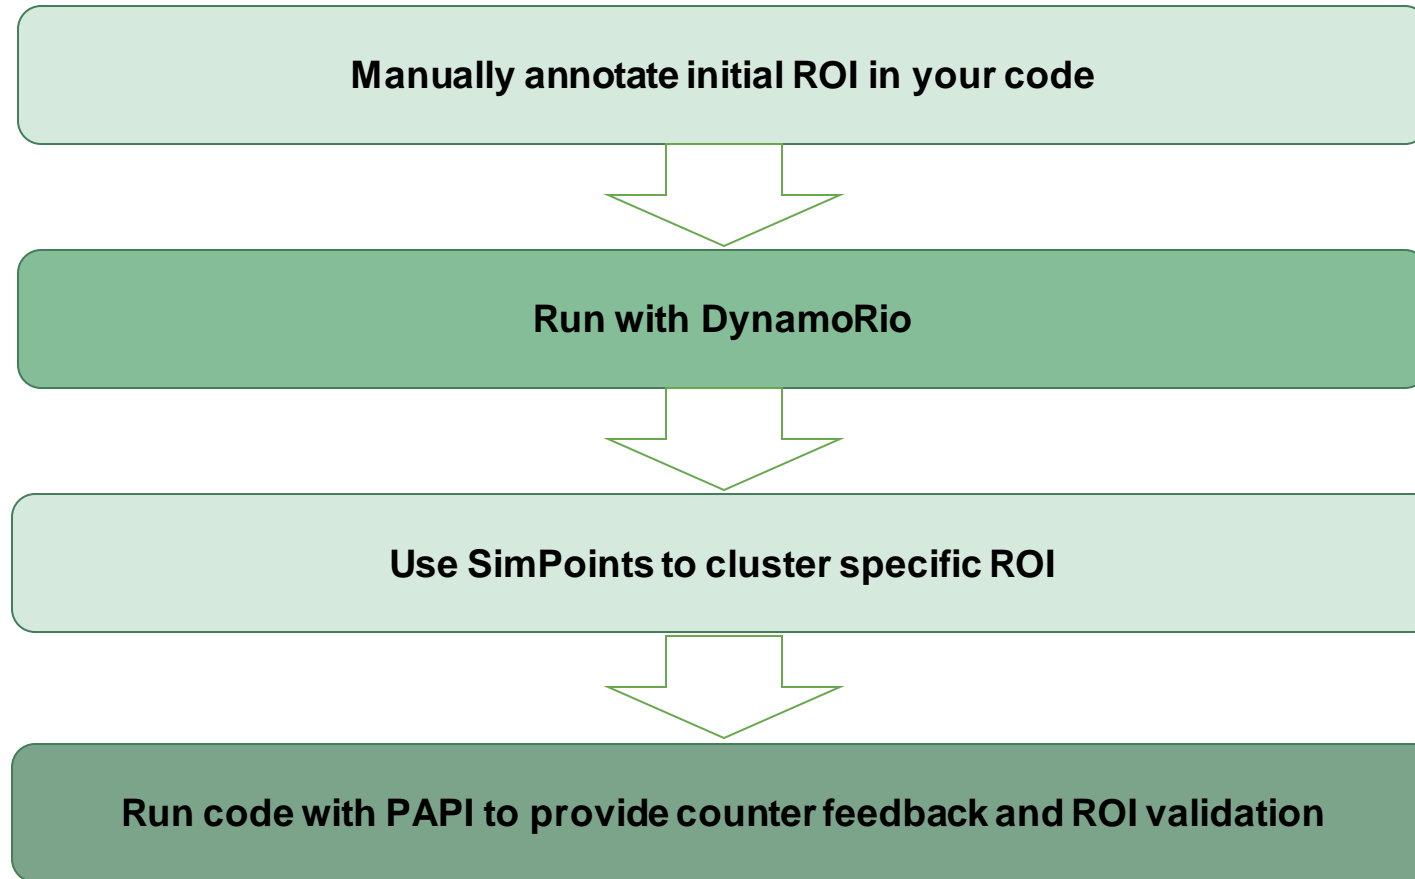 Manually annotate initial ROI in your code
Run with DynamoRio
Use SimPoints to cluster specific ROI
Run code with PAPI to provide counter feedback and ROI validation